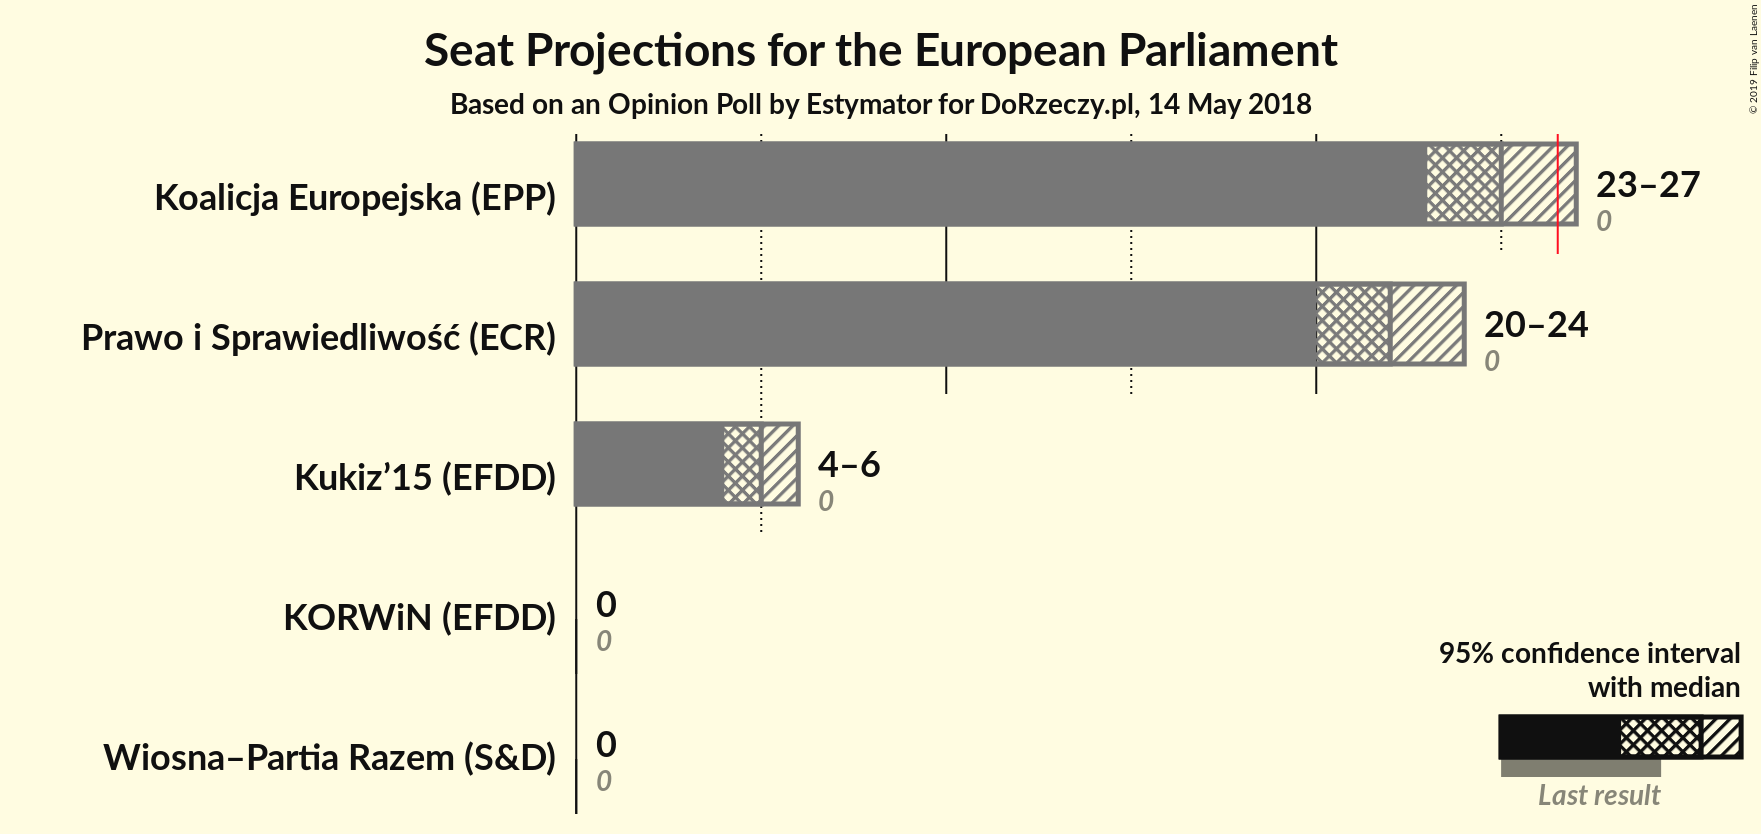 Seat Projections for the European Parliament
Based on an Opinion Poll by Estymator for DoRzeczy.pl, 14 May 2018
© 2019 Filip van Laenen
Koalicja Europejska (EPP)
23–27
0
Prawo i Sprawiedliwość (ECR)
20–24
0
Kukiz’15 (EFDD)
4–6
0
KORWiN (EFDD)
0
0
Wiosna–Partia Razem (S&D)
0
0
95% confidence interval
with median
Last result